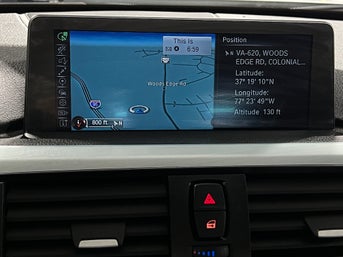 This Is
6:59
Woods Edge Rd
800 ft
Position
VA-620, WOODS
EDGE RD, COLONIAL...
Latitude:
37° 19' 10"N
Longitude:
77° 23' 49"W
Altitude 130 ft